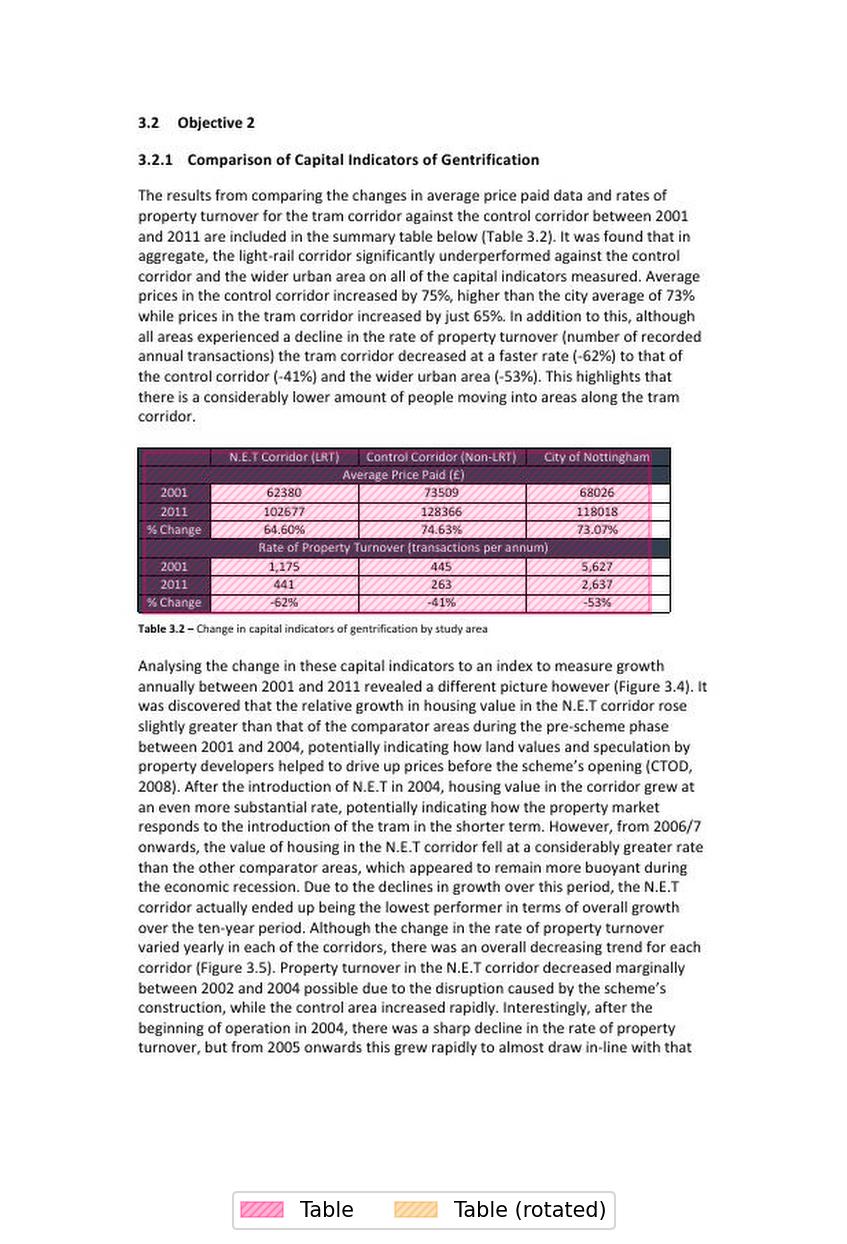 3.2 Objective 2
3.2.1 Comparison of Capital Indicators of Gentrification
The results from comparing the changes in average price paid data and rates of
property turnover for the tram corridor against the control corridor between 2001
and 2011 are included in the summary table below (Table 3.2). It was found that in
aggregate, the light-rail corridor significantly underperformed against the control
corridor and the wider urban area on all of the capital indicators measured. Average
prices in the control corridor increased by 75%, higher than the city average of 73%
while prices in the tram corridor increased by just 65%. In addition to this, although
all areas experienced a decline in the rate of property turnover (number of recorded
annual transactions) the tram corridor decreased at a faster rate (-62%) to that of
the control corridor (-41%) and the wider urban area (-53%). This highlights that
there is a considerably lower amount of people moving into areas along the tram
corridor.
N.E.T Corridor (LRT) Control Corridor (Non-LRT) City of Nottingham
Average Price Paid (£)
2001 62380 73509 68026
2011 102677 128366 118018
% Change 64.60% 74.63% 73.07%
Rate of Property Turnover (transactions per annum)
2001 1,175 445 5,627
2011 441 263 2,637
% Change -62% -41% -53%
Table 3.2 – Change in capital indicators of gentrification by study area
Analysing the change in these capital indicators to an index to measure growth
annually between 2001 and 2011 revealed a different picture however (Figure 3.4). It
was discovered that the relative growth in housing value in the N.E.T corridor rose
slightly greater than that of the comparator areas during the pre-scheme phase
between 2001 and 2004, potentially indicating how land values and speculation by
property developers helped to drive up prices before the scheme's opening (CTOD,
2008). After the introduction of N.E.T in 2004, housing value in the corridor grew at
an even more substantial rate, potentially indicating how the property market
responds to the introduction of the tram in the shorter term. However, from 2006/7
onwards, the value of housing in the N.E.T corridor fell at a considerably greater rate
than the other comparator areas, which appeared to remain more buoyant during
the economic recession. Due to the declines in growth over this period, the N.E.T
corridor actually ended up being the lowest performer in terms of overall growth
over the ten-year period. Although the change in the rate of property turnover
varied yearly in each of the corridors, there was an overall decreasing trend for each
corridor (Figure 3.5). Property turnover in the N.E.T corridor decreased marginally
between 2002 and 2004 possible due to the disruption caused by the scheme's
construction, while the control area increased rapidly. Interestingly, after the
beginning of operation in 2004, there was a sharp decline in the rate of property
turnover, but from 2005 onwards this grew rapidly to almost draw in-line with that
Table Table (rotated)